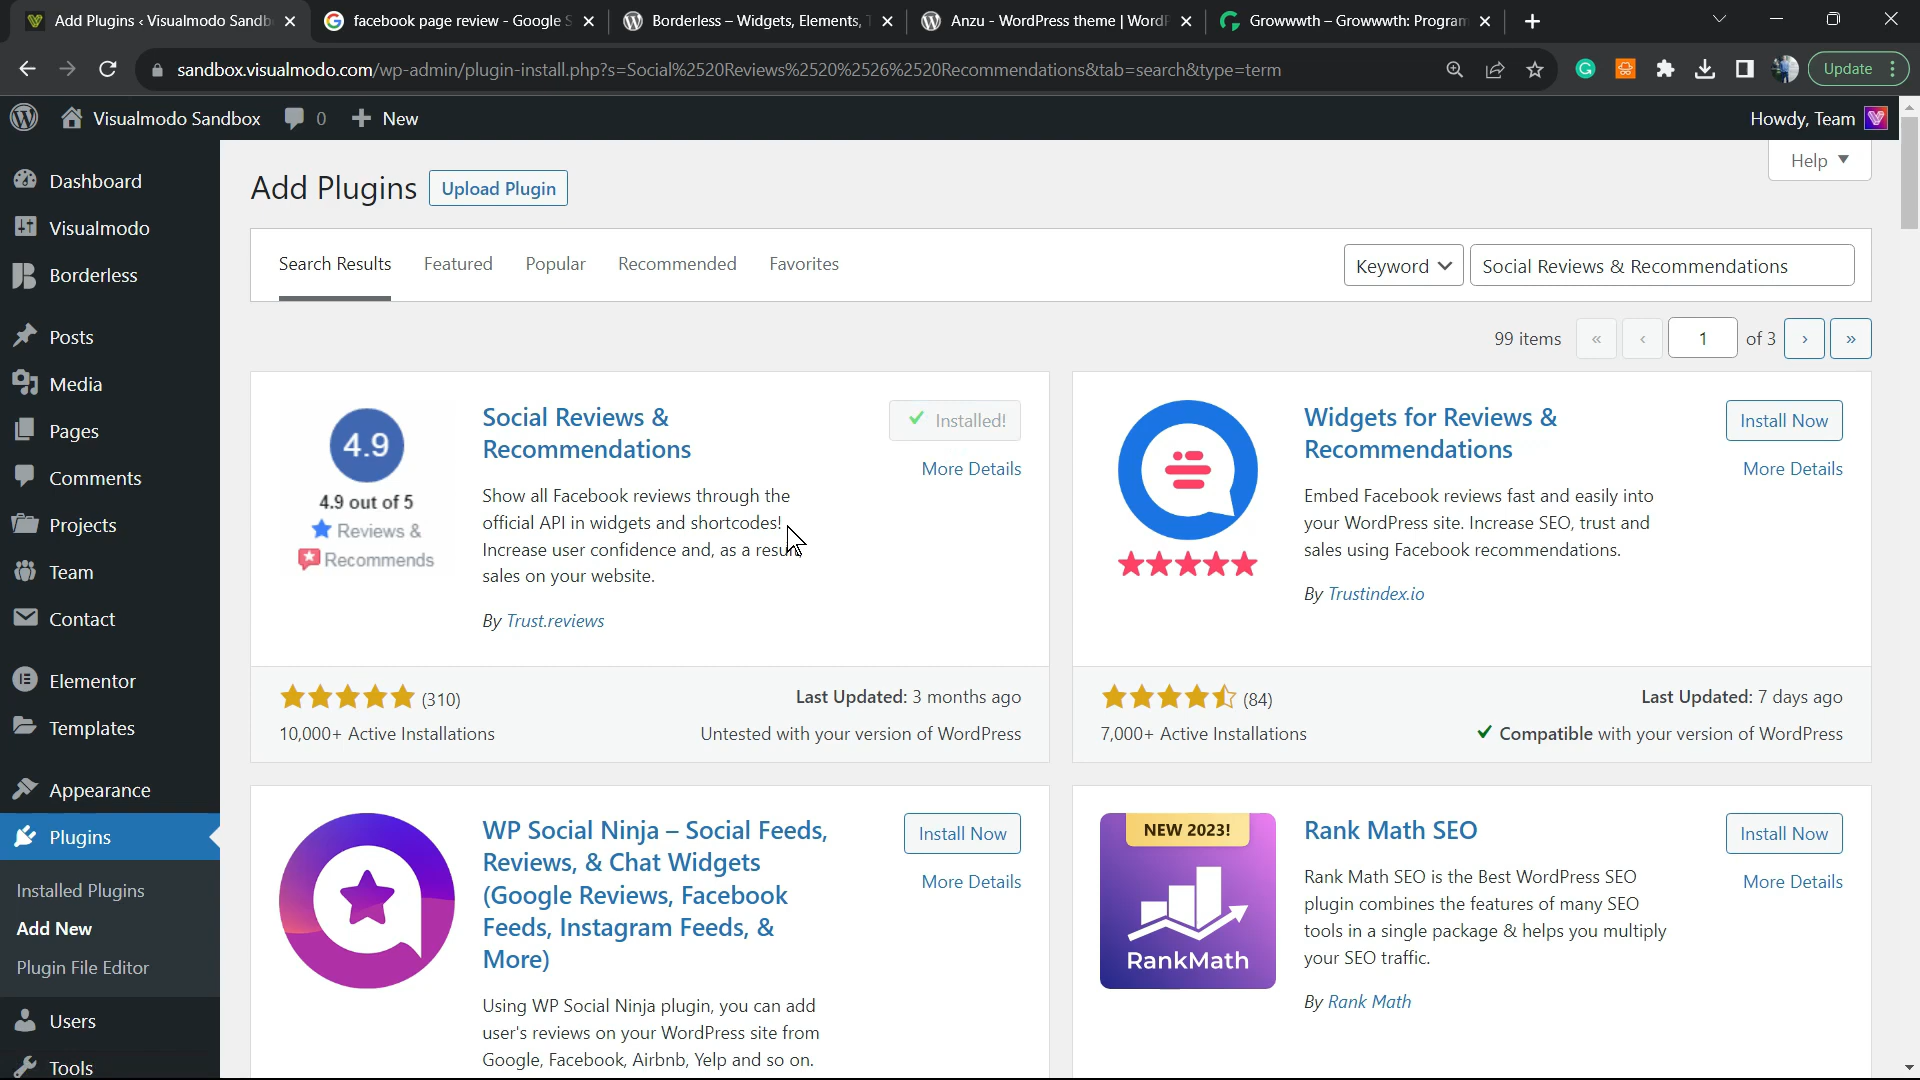 Add Plugins ‹ Visualmodo Sandb
facebook page review - Google S
Borderless – Widgets, Elements, T
Anzu - WordPress theme | WordP
Growwwth – Growwwth: Program
sandbox.visualmodo.com/wp-admin/plugin-install.php?s=Social%2520Reviews%2520%2526%2520Recommendations&tab=search&type=term
Update
Visualmodo Sandbox
0
New
Howdy, Team
Dashboard
Visualmodo
Borderless
Posts
Media
Pages
Comments
Projects
Team
Contact
Elementor
Templates
Appearance
Plugins
Installed Plugins
Add New
Plugin File Editor
Users
Tools
Help
Add Plugins
Upload Plugin
Search Results
Featured
Popular
Recommended
Favorites
Keyword
Social Reviews & Recommendations
99 items « ‹ 1 of 3 › »
4.9
4.9 out of 5
Reviews &
Recommends
Social Reviews &
Recommendations
Installed!
More Details
Show all Facebook reviews through the
official API in widgets and shortcodes!
Increase user confidence and, as a result
sales on your website.
By Trust.reviews
(310)
10,000+ Active Installations
Last Updated: 3 months ago
Untested with your version of WordPress
Widgets for Reviews &
Recommendations
Install Now
More Details
Embed Facebook reviews fast and easily into
your WordPress site. Increase SEO, trust and
sales using Facebook recommendations.
By Trustindex.io
(84)
7,000+ Active Installations
Last Updated: 7 days ago
Compatible with your version of WordPress
WP Social Ninja – Social Feeds,
Reviews, & Chat Widgets
(Google Reviews, Facebook
Feeds, Instagram Feeds, &
More)
Install Now
More Details
Using WP Social Ninja plugin, you can add
user's reviews on your WordPress site from
Google, Facebook, Airbnb, Yelp and so on.
NEW 2023!
RankMath
Rank Math SEO
Install Now
More Details
Rank Math SEO is the Best WordPress SEO
plugin combines the features of many SEO
tools in a single package & helps you multiply
your SEO traffic.
By Rank Math